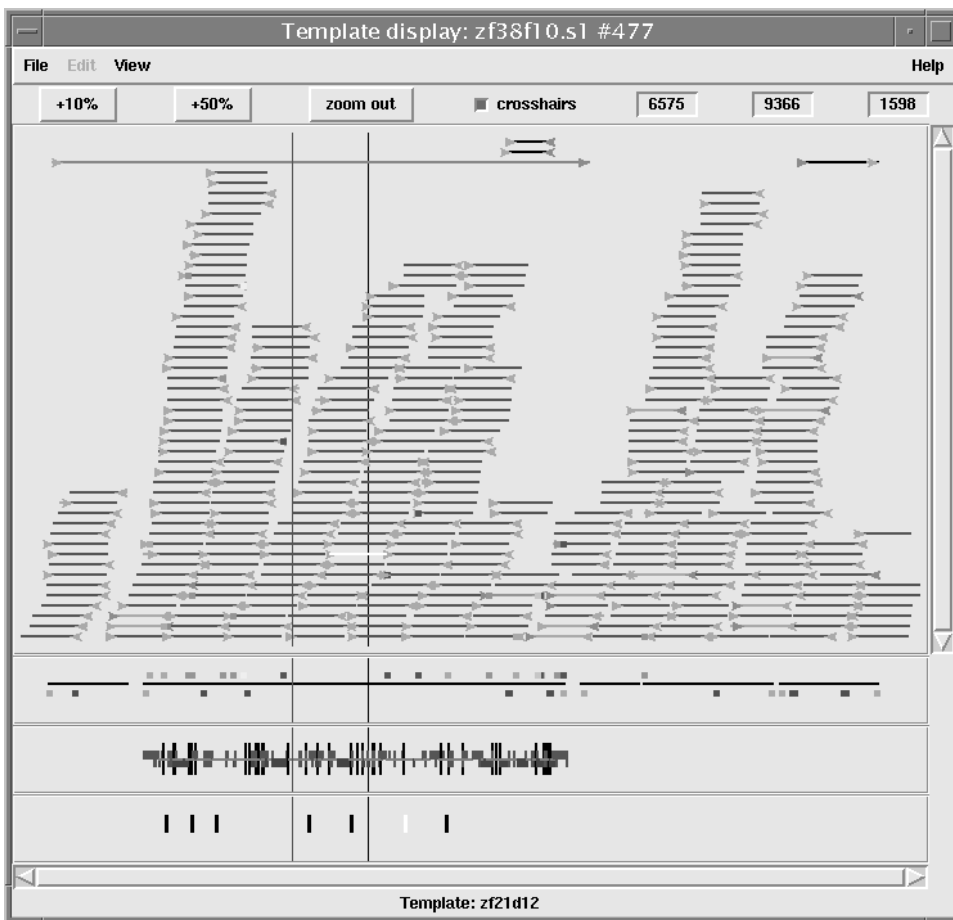 Template display: zf38f10.s1 #477
File Edit View Help
+10% +50% zoom out crosshairs 6575 9366 1598
Template: zf21d12